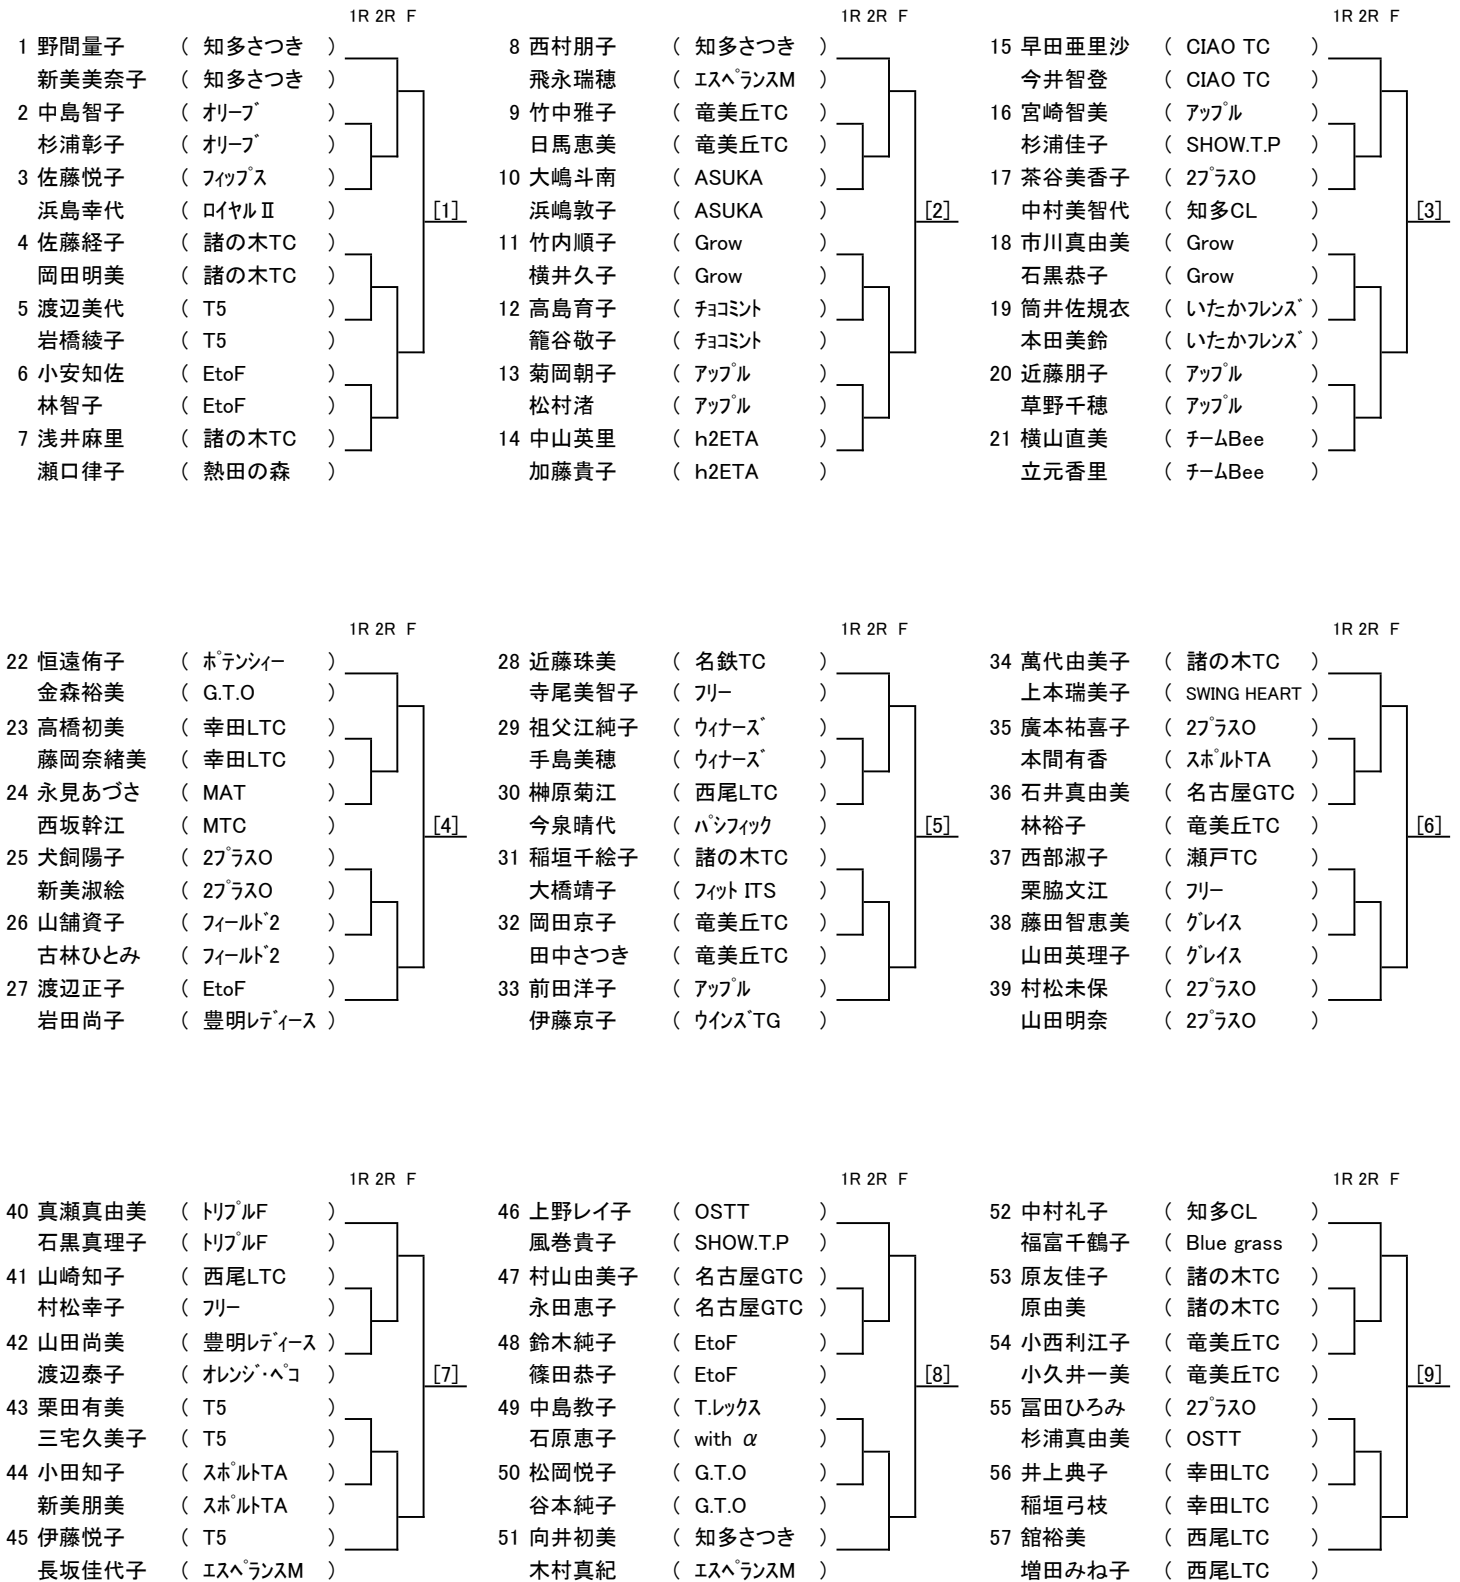 1R 2R F
1 野間量子 ( 知多さつき )
新美美奈子 ( 知多さつき )
2 中島智子 ( オリーブ )
杉浦彰子 ( オリーブ )
3 佐藤悦子 ( フィップス )
浜島幸代 ( ロイヤルⅡ )
[1]
4 佐藤経子 ( 諸の木TC )
岡田明美 ( 諸の木TC )
5 渡辺美代 ( T5 )
岩橋綾子 ( T5 )
6 小安知佐 ( EtoF )
林智子 ( EtoF )
7 浅井麻里 ( 諸の木TC )
瀬口律子 ( 熱田の森 )
1R 2R F
8 西村朋子 ( 知多さつき )
飛永瑞穂 ( エスペランスM )
9 竹中雅子 ( 竜美丘TC )
日馬恵美 ( 竜美丘TC )
10 大嶋斗南 ( ASUKA )
浜嶋敦子 ( ASUKA )
[2]
11 竹内順子 ( Grow )
横井久子 ( Grow )
12 高島育子 ( チョコミント )
籠谷敬子 ( チョコミント )
13 菊岡朝子 ( アップル )
松村渚 ( アップル )
14 中山英里 ( h2ETA )
加藤貴子 ( h2ETA )
1R 2R F
15 早田亜里沙 ( CIAO TC )
今井智登 ( CIAO TC )
16 宮崎智美 ( アップル )
杉浦佳子 ( SHOW.T.P )
17 茶谷美香子 ( 2プラスO )
中村美智代 ( 知多CL )
[3]
18 市川真由美 ( Grow )
石黒恭子 ( Grow )
19 筒井佐規衣 ( いたかフレンズ )
本田美鈴 ( いたかフレンズ )
20 近藤朋子 ( アップル )
草野千穂 ( アップル )
21 横山直美 ( チームBee )
立元香里 ( チームBee )
1R 2R F
22 恒遠侑子 ( ポテンシィー )
金森裕美 ( G.T.O )
23 高橋初美 ( 幸田LTC )
藤岡奈緒美 ( 幸田LTC )
24 永見あづさ ( MAT )
西坂幹江 ( MTC )
[4]
25 犬飼陽子 ( 2プラスO )
新美淑絵 ( 2プラスO )
26 山舗資子 ( フィールド2 )
古林ひとみ ( フィールド2 )
27 渡辺正子 ( EtoF )
岩田尚子 ( 豊明レディース )
1R 2R F
28 近藤珠美 ( 名鉄TC )
寺尾美智子 ( フリー )
29 祖父江純子 ( ウィナーズ )
手島美穂 ( ウィナーズ )
30 榊原菊江 ( 西尾LTC )
今泉晴代 ( パシフィック )
[5]
31 稲垣千絵子 ( 諸の木TC )
大橋靖子 ( フィット ITS )
32 岡田京子 ( 竜美丘TC )
田中さつき ( 竜美丘TC )
33 前田洋子 ( アップル )
伊藤京子 ( ウインズTG )
1R 2R F
34 萬代由美子 ( 諸の木TC )
上本瑞美子 ( SWING HEART )
35 廣本祐喜子 ( 2プラスO )
本間有香 ( スポルトTA )
36 石井真由美 ( 名古屋GTC )
林裕子 ( 竜美丘TC )
[6]
37 西部淑子 ( 瀬戸TC )
栗脇文江 ( フリー )
38 藤田智恵美 ( グレイス )
山田英理子 ( グレイス )
39 村松未保 ( 2プラスO )
山田明奈 ( 2プラスO )
1R 2R F
40 真瀬真由美 ( トリプルF )
石黒真理子 ( トリプルF )
41 山崎知子 ( 西尾LTC )
村松幸子 ( フリー )
42 山田尚美 ( 豊明レディース )
渡辺泰子 ( オレンジ・ペコ )
[7]
43 栗田有美 ( T5 )
三宅久美子 ( T5 )
44 小田知子 ( スポルトTA )
新美朋美 ( スポルトTA )
45 伊藤悦子 ( T5 )
長坂佳代子 ( エスペランスM )
1R 2R F
46 上野レイ子 ( OSTT )
風巻貴子 ( SHOW.T.P )
47 村山由美子 ( 名古屋GTC )
永田恵子 ( 名古屋GTC )
48 鈴木純子 ( EtoF )
篠田恭子 ( EtoF )
[8]
49 中島教子 ( T.レックス )
石原恵子 ( with α )
50 松岡悦子 ( G.T.O )
谷本純子 ( G.T.O )
51 向井初美 ( 知多さつき )
木村真紀 ( エスペランスM )
1R 2R F
52 中村礼子 ( 知多CL )
福富千鶴子 ( Blue grass )
53 原友佳子 ( 諸の木TC )
原由美 ( 諸の木TC )
54 小西利江子 ( 竜美丘TC )
小久井一美 ( 竜美丘TC )
[9]
55 冨田ひろみ ( 2プラスO )
杉浦真由美 ( OSTT )
56 井上典子 ( 幸田LTC )
稲垣弓枝 ( 幸田LTC )
57 舘裕美 ( 西尾LTC )
増田みね子 ( 西尾LTC )